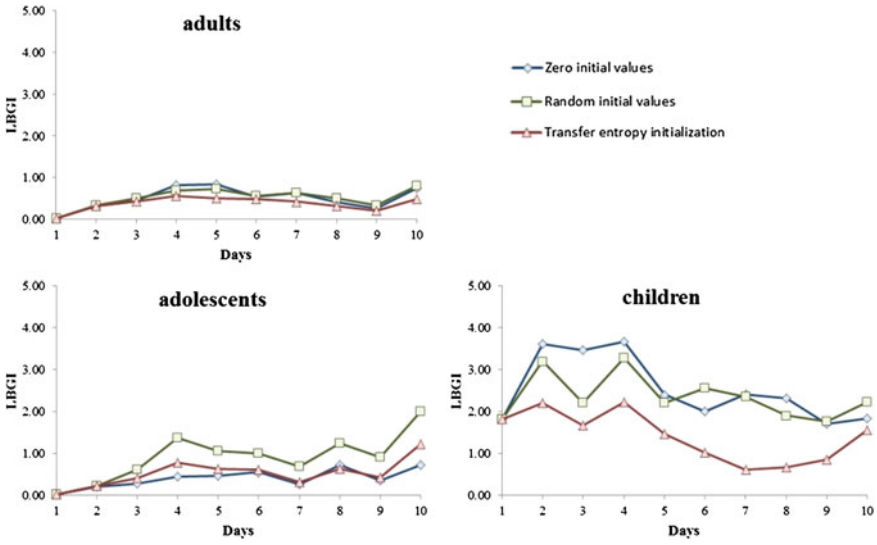 adults
5.00
4.00
3.00
2.00
1.00
0.00
LBGI
1 2 3 4 5 6 7 8 9 10
Days
Zero initial values
Random initial values
Transfer entropy initialization
adolescents
5.00
4.00
3.00
2.00
1.00
0.00
LBGI
1 2 3 4 5 6 7 8 9 10
Days
children
5.00
4.00
3.00
2.00
1.00
0.00
LBGI
1 2 3 4 5 6 7 8 9 10
Days